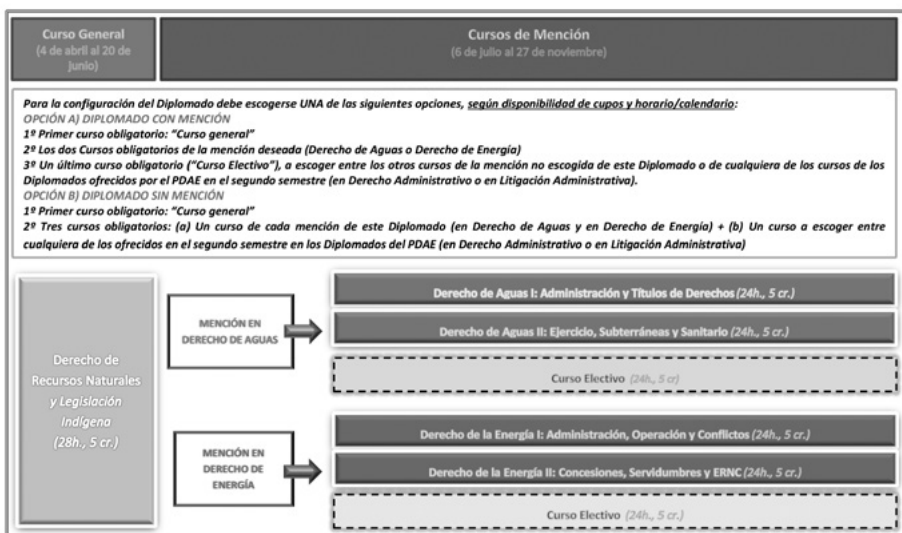 Curso General
(4 de abril al 20 de
junio)
Cursos de Mención
(6 de julio al 27 de noviembre)
Para la configuración del Diplomado debe escogerse UNA de las siguientes opciones, según disponibilidad de cupos y horario/calendario:
OPCIÓN A) DIPLOMADO CON MENCIÓN
1º Primer curso obligatorio: “Curso general”
2º Los dos Cursos obligatorios de la mención deseada (Derecho de Aguas o Derecho de Energía)
3º Un último curso obligatorio (“Curso Electivo”), a escoger entre los otros cursos de la mención no escogida de este Diplomado o de cualquiera de los cursos de los
Diplomados ofrecidos por el PDAE en el segundo semestre (en Derecho Administrativo o en Litigación Administrativa).
OPCIÓN B) DIPLOMADO SIN MENCIÓN
1º Primer curso obligatorio: “Curso general”
2º Tres cursos obligatorios: (a) Un curso de cada mención de este Diplomado (en Derecho de Aguas y en Derecho de Energía) + (b) Un curso a escoger entre
cualquiera de los ofrecidos en el segundo semestre en los Diplomados del PDAE (en Derecho Administrativo o en Litigación Administrativa)
Derecho de
Recursos Naturales
y Legislación
Indígena
(28h., 5 cr.)
MENCIÓN EN
DERECHO DE AGUAS
Derecho de Aguas I: Administración y Títulos de Derechos (24h., 5 cr.)
Derecho de Aguas II: Ejercicio, Subterráneas y Sanitario (24h., 5 cr.)
Curso Electivo (24h., 5 cr)
MENCIÓN EN
DERECHO DE
ENERGÍA
Derecho de la Energía I: Administración, Operación y Conflictos (24h., 5 cr.)
Derecho de la Energía II: Concesiones, Servidumbres y ERNC (24h., 5 cr.)
Curso Electivo (24h., 5 cr.)